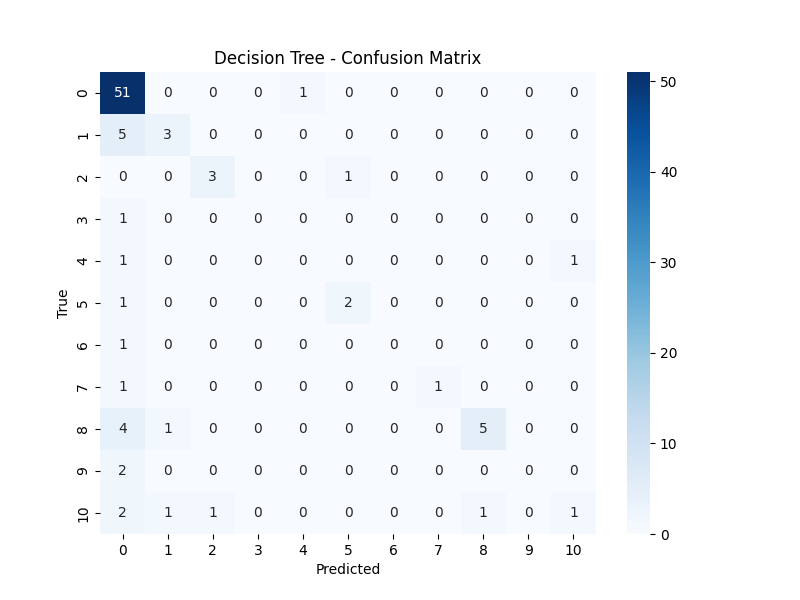 Decision Tree - Confusion Matrix
0 51 0 0 0 1 0 0 0 0 0 0
1 5 3 0 0 0 0 0 0 0 0 0
2 0 0 3 0 0 1 0 0 0 0 0
3 1 0 0 0 0 0 0 0 0 0 0
4 1 0 0 0 0 0 0 0 0 0 1
5 1 0 0 0 0 2 0 0 0 0 0
6 1 0 0 0 0 0 0 0 0 0 0
7 1 0 0 0 0 0 0 1 0 0 0
8 4 1 0 0 0 0 0 0 5 0 0
9 2 0 0 0 0 0 0 0 0 0 0
10 2 1 1 0 0 0 0 0 1 0 1
0 1 2 3 4 5 6 7 8 9 10
Predicted
True
50
40
30
20
10
0